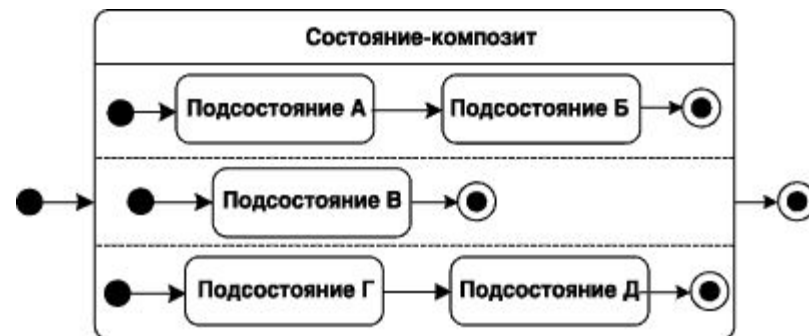 Состояние-композит
Подсостояние А
Подсостояние Б
Подсостояние В
Подсостояние Г
Подсостояние Д